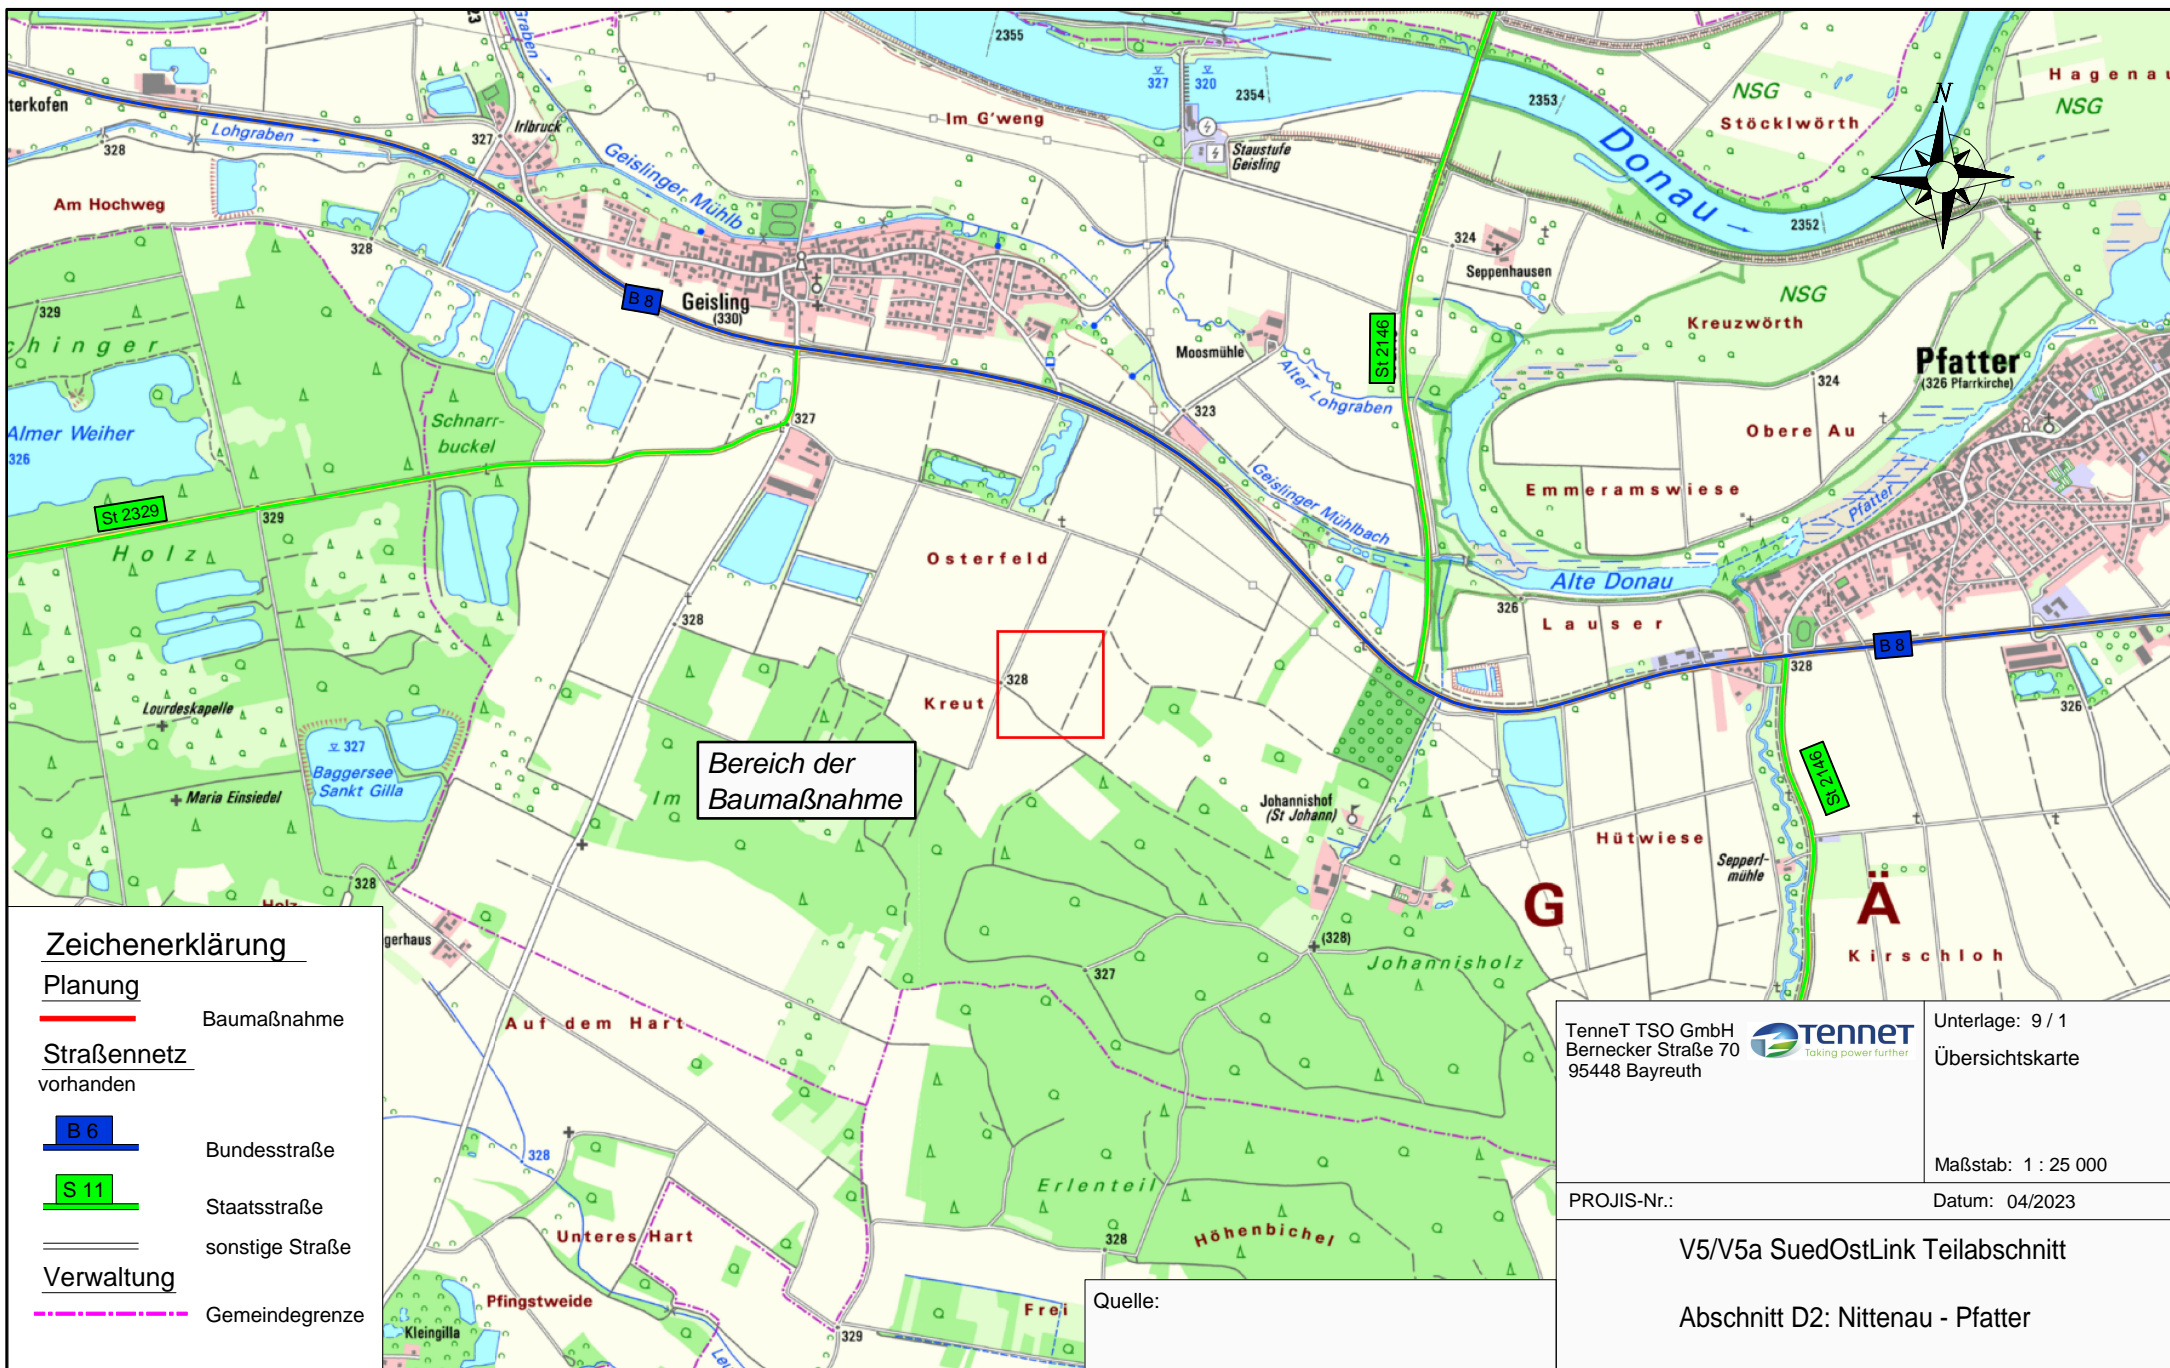 23
Graben
2355
327
320
2354
2353
NSG
Hagenau
NSG
N
Stöcklwörth
terkofen
Lohgraben
328
327
Irlbruck
Im G'weng
Staustufe
Geisling
Donau
2352
Geislinger Mühlb
Am Hochweg
328
324
Seppenhausen
NSG
Kreuzwörth
B 8
Geisling
(330)
329
chinger
Moosmühle
St 2146
Alter Lohgraben
Pfatter
(326 Pfarrkirche)
324
Almer Weiher
326
Schnarr-
buckel
327
323
Obere Au
Geislinger Mühlbach
Emmeramswiese
Pfatter
St 2329
329
Holz
Osterfeld
Alte Donau
326
Lauser
328
B 8
328
326
Kreut
328
Lourdeskapelle
327
Baggersee
Sankt Gilla
Maria Einsiedel
Im
Bereich der
Baumaßnahme
Johannishof
(St Johann)
St 2146
Hütwiese
Sepperl-
mühle
328
G
Ä
Holz-
gerhaus
(328)
327
Johannisholz
Kirschloh
Auf dem Hart
328
Erlenteil
Unteres Hart
Höhenbichel
328
Pfingstweide
Frei
Kleingilla
329
Zeichenerklärung
Planung
Baumaßnahme
Straßennetz
vorhanden
B 6
Bundesstraße
S 11
Staatsstraße
sonstige Straße
Verwaltung
Gemeindegrenze
Quelle:
TenneT TSO GmbH
Bernecker Straße 70
95448 Bayreuth
TENNET
Taking power further
Unterlage: 9 / 1
Übersichtskarte
Maßstab: 1 : 25 000
PROJIS-Nr.:
Datum: 04/2023
V5/V5a SuedOstLink Teilabschnitt
Abschnitt D2: Nittenau - Pfatter